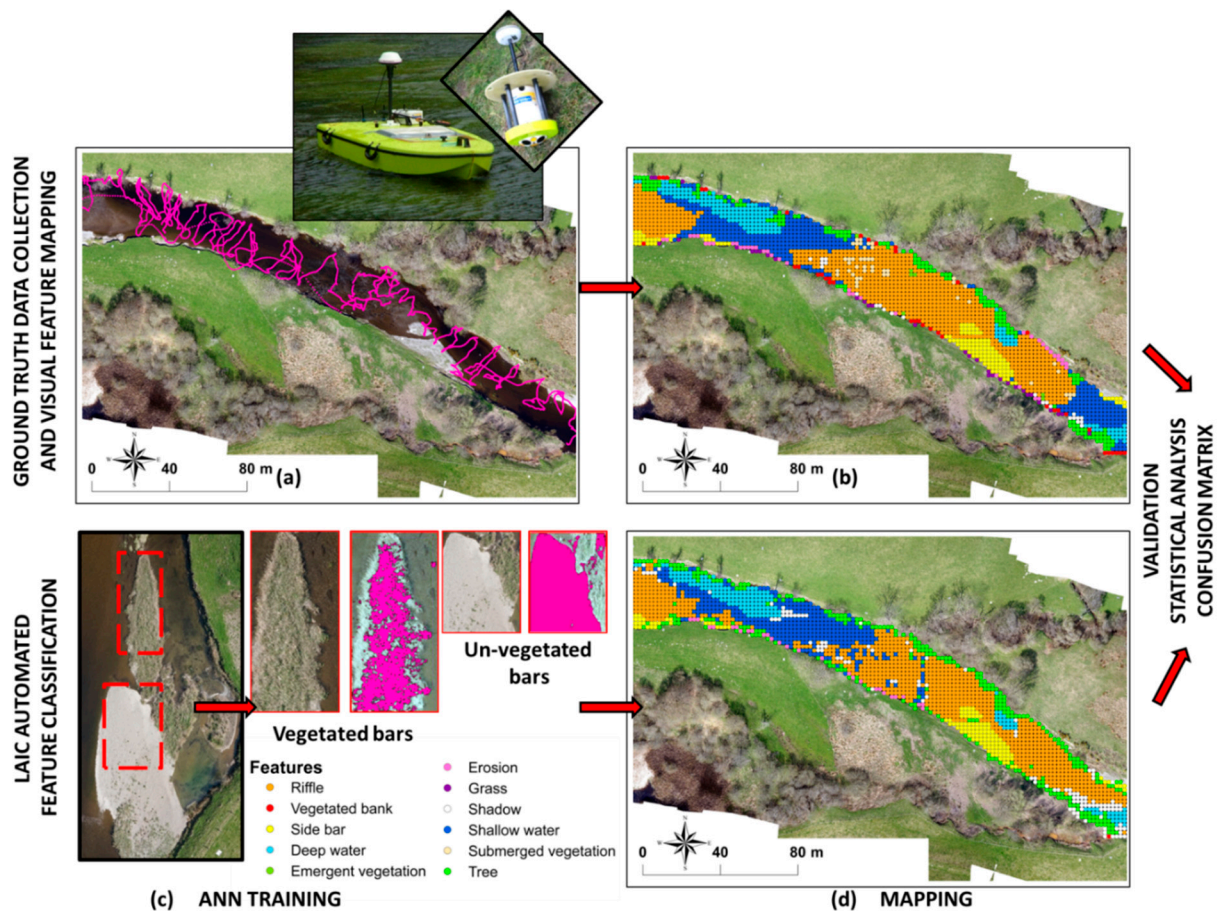 GROUND TRUTH DATA COLLECTION
AND VISUAL FEATURE MAPPING
N
W E
S
0 40 80 m
(a)
N
W E
S
0 40 80 m
(b)
VALIDATION
STATISTICAL ANALYSIS
CONFUSION MATRIX
LAIC AUTOMATED
FEATURE CLASSIFICATION
Un-vegetated
bars
Vegetated bars
Features
Riffle
Vegetated bank
Side bar
Deep water
Emergent vegetation
Erosion
Grass
Shadow
Shallow water
Submerged vegetation
Tree
N
W E
S
0 40 80 m
(c) ANN TRAINING
(d) MAPPING